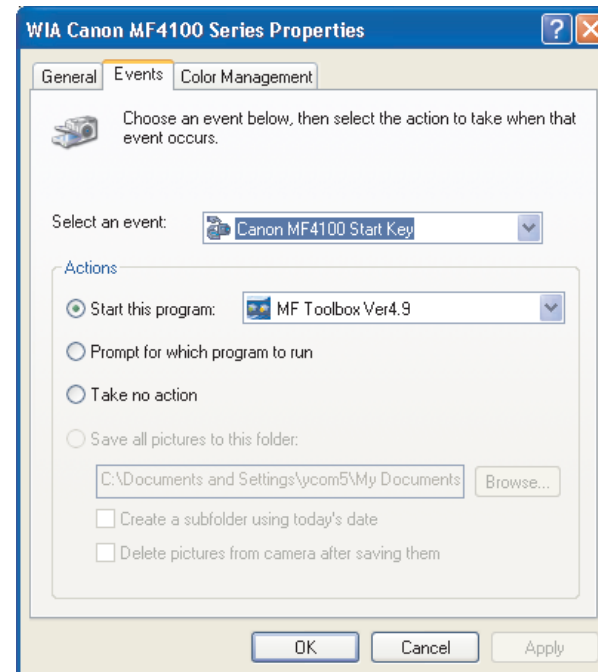 WIA Canon MF4100 Series Properties
General Events Color Management
Choose an event below, then select the action to take when that
event occurs.
Select an event: Canon MF4100 Start Key
Actions
Start this program: MF Toolbox Ver4.9
Prompt for which program to run
Take no action
Save all pictures to this folder:
C:\Documents and Settings\ycom5\My Documents Browse...
Create a subfolder using today's date
Delete pictures from camera after saving them
OK Cancel Apply